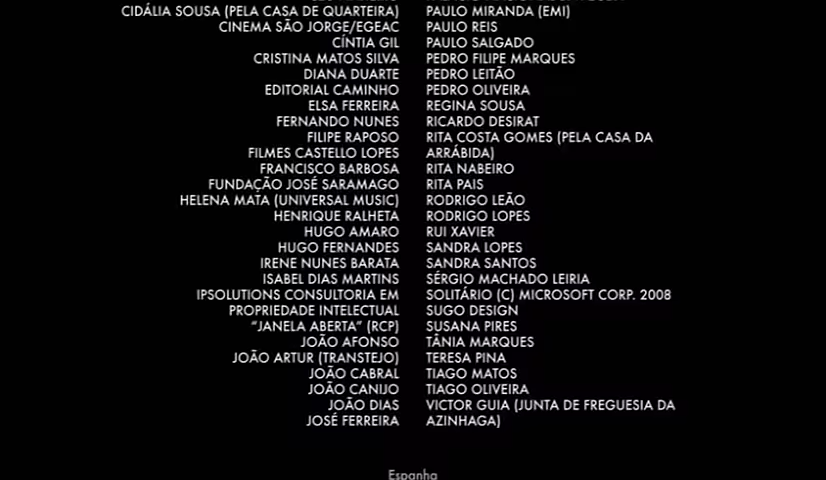 CIDÁLIA SOUSA (PELA CASA DE QUARTEIRA)
CINEMA SÃO JORGE/EGEAC
CÍNTIA GIL
CRISTINA MATOS SILVA
DIANA DUARTE
EDITORIAL CAMINHO
ELSA FERREIRA
FERNANDO NUNES
FILIPE RAPOSO
FILMES CASTELLO LOPES
FRANCISCO BARBOSA
FUNDAÇÃO JOSÉ SARAMAGO
HELENA MATA (UNIVERSAL MUSIC)
HENRIQUE RALHETA
HUGO AMARO
HUGO FERNANDES
IRENE NUNES BARATA
ISABEL DIAS MARTINS
IPSOLUTIONS CONSULTORIA EM
PROPRIEDADE INTELECTUAL
"JANELA ABERTA" (RCP)
JOÃO AFONSO
JOÃO ARTUR (TRANSTEJO)
JOÃO CABRAL
JOÃO CANIJO
JOÃO DIAS
JOSÉ FERREIRA
PAULO MIRANDA (EMI)
PAULO REIS
PAULO SALGADO
PEDRO FILIPE MARQUES
PEDRO LEITÃO
PEDRO OLIVEIRA
REGINA SOUSA
RICARDO DESIRAT
RITA COSTA GOMES (PELA CASA DA
ARRÁBIDA)
RITA NABEIRO
RITA PAIS
RODRIGO LEÃO
RODRIGO LOPES
RUI XAVIER
SANDRA LOPES
SANDRA SANTOS
SÉRGIO MACHADO LEIRIA
SOLITÁRIO (C) MICROSOFT CORP. 2008
SUGO DESIGN
SUSANA PIRES
TÂNIA MARQUES
TERESA PINA
TIAGO MATOS
TIAGO OLIVEIRA
VICTOR GUIA (JUNTA DE FREGUESIA DA
AZINHAGA)
Espanha